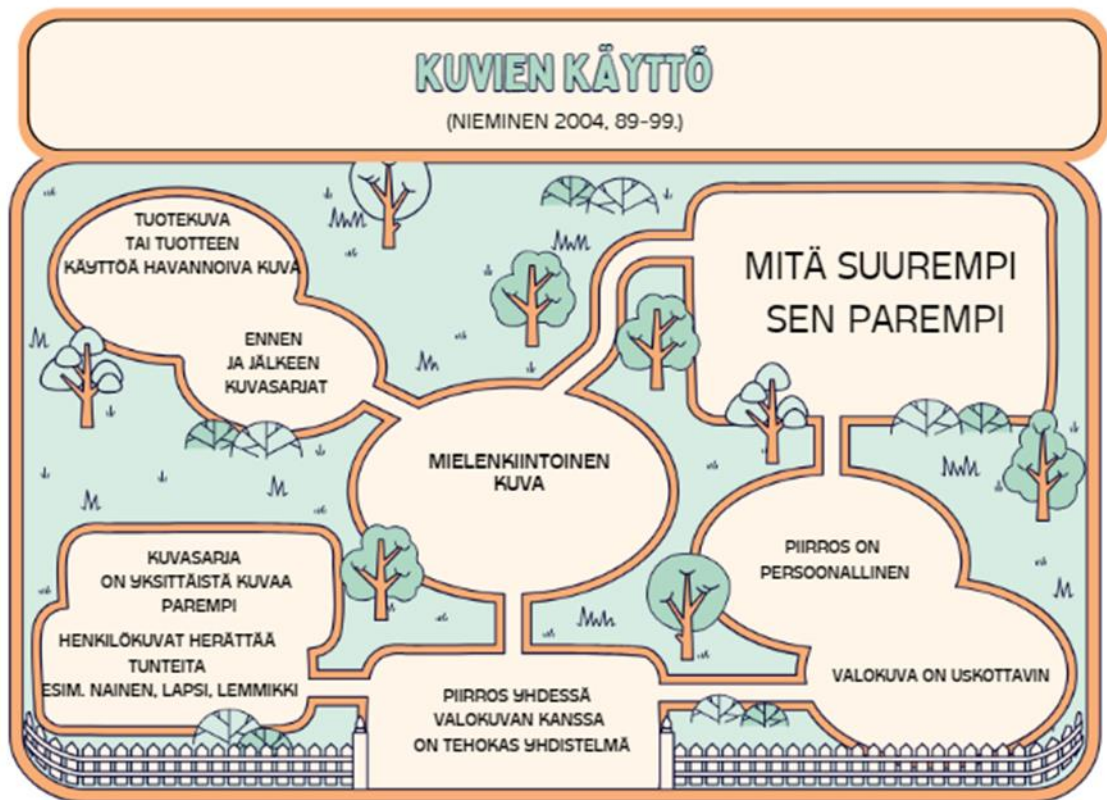 KUVIEN KÄYTTÖ
(NIEMINEN 2004, 89-99.)
TUOTEKUVA
TAI TUOTTEEN
KÄYTTÖÄ HAVANNOIVA KUVA
ENNEN
JA JÄLKEEN
KUVASARJAT
MITÄ SUUREMPI
SEN PAREMPI
MIELENKIINTOINEN
KUVA
KUVASARJA
ON YKSITTÄISTÄ KUVAA
PAREMPI
HENKILÖKUVAT HERÄTTÄÄ
TUNTEITA
ESIM. NAINEN, LAPSI, LEMMIKKI
PIIRROS ON
PERSOONALLINEN
VALOKUVA ON USKOTTAVIN
PIIRROS YHDESSÄ
VALOKUVAN KANSSA
ON TEHOKAS YHDISTELMÄ